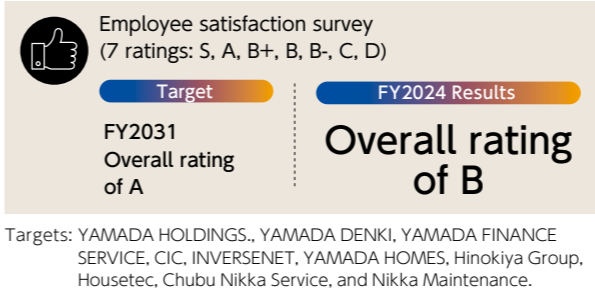 Employee satisfaction survey
(7 ratings: S, A, B+, B, B-, C, D)
Target
FY2031
Overall rating
of A
FY2024 Results
Overall rating
of B
Targets: YAMADA HOLDINGS., YAMADA DENKI, YAMADA FINANCE
SERVICE, CIC, INVERSENET, YAMADA HOMES, Hinokiya Group,
Housetec, Chubu Nikka Service, and Nikka Maintenance.